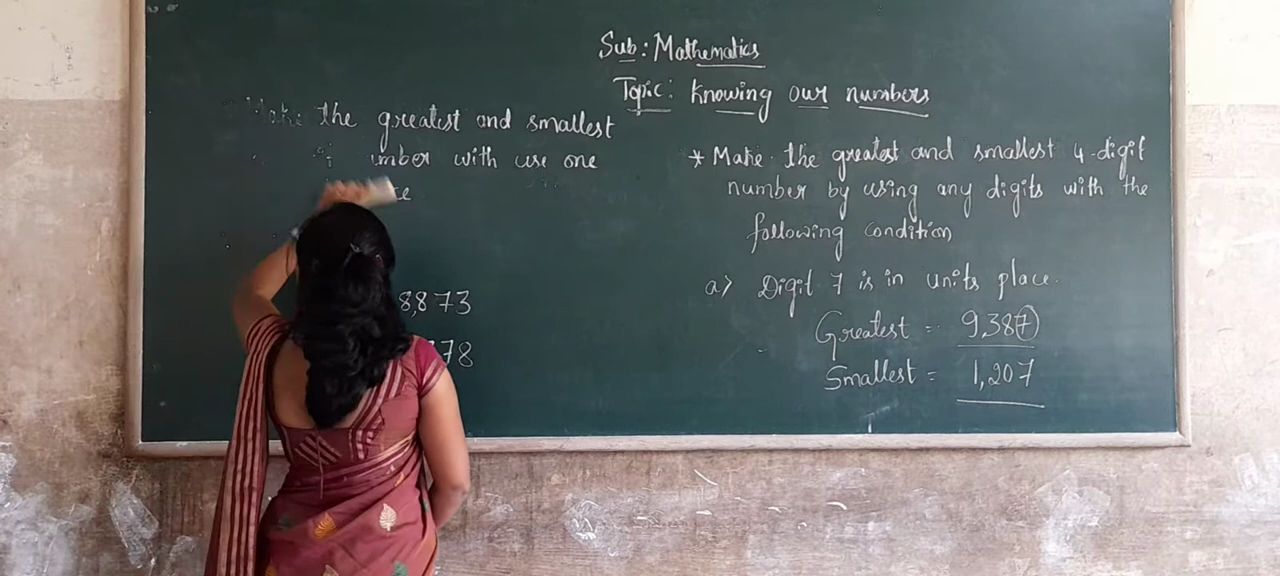 Sub: Mathematics
Topic: Knowing our numbers
the greatest and smallest
with use one
8,873
78
* Make the greatest and smallest 4-digit
number by using any digits with the
following condition
a) Digit 7 is in units place.
Greatest = 9,387
Smallest = 1,207